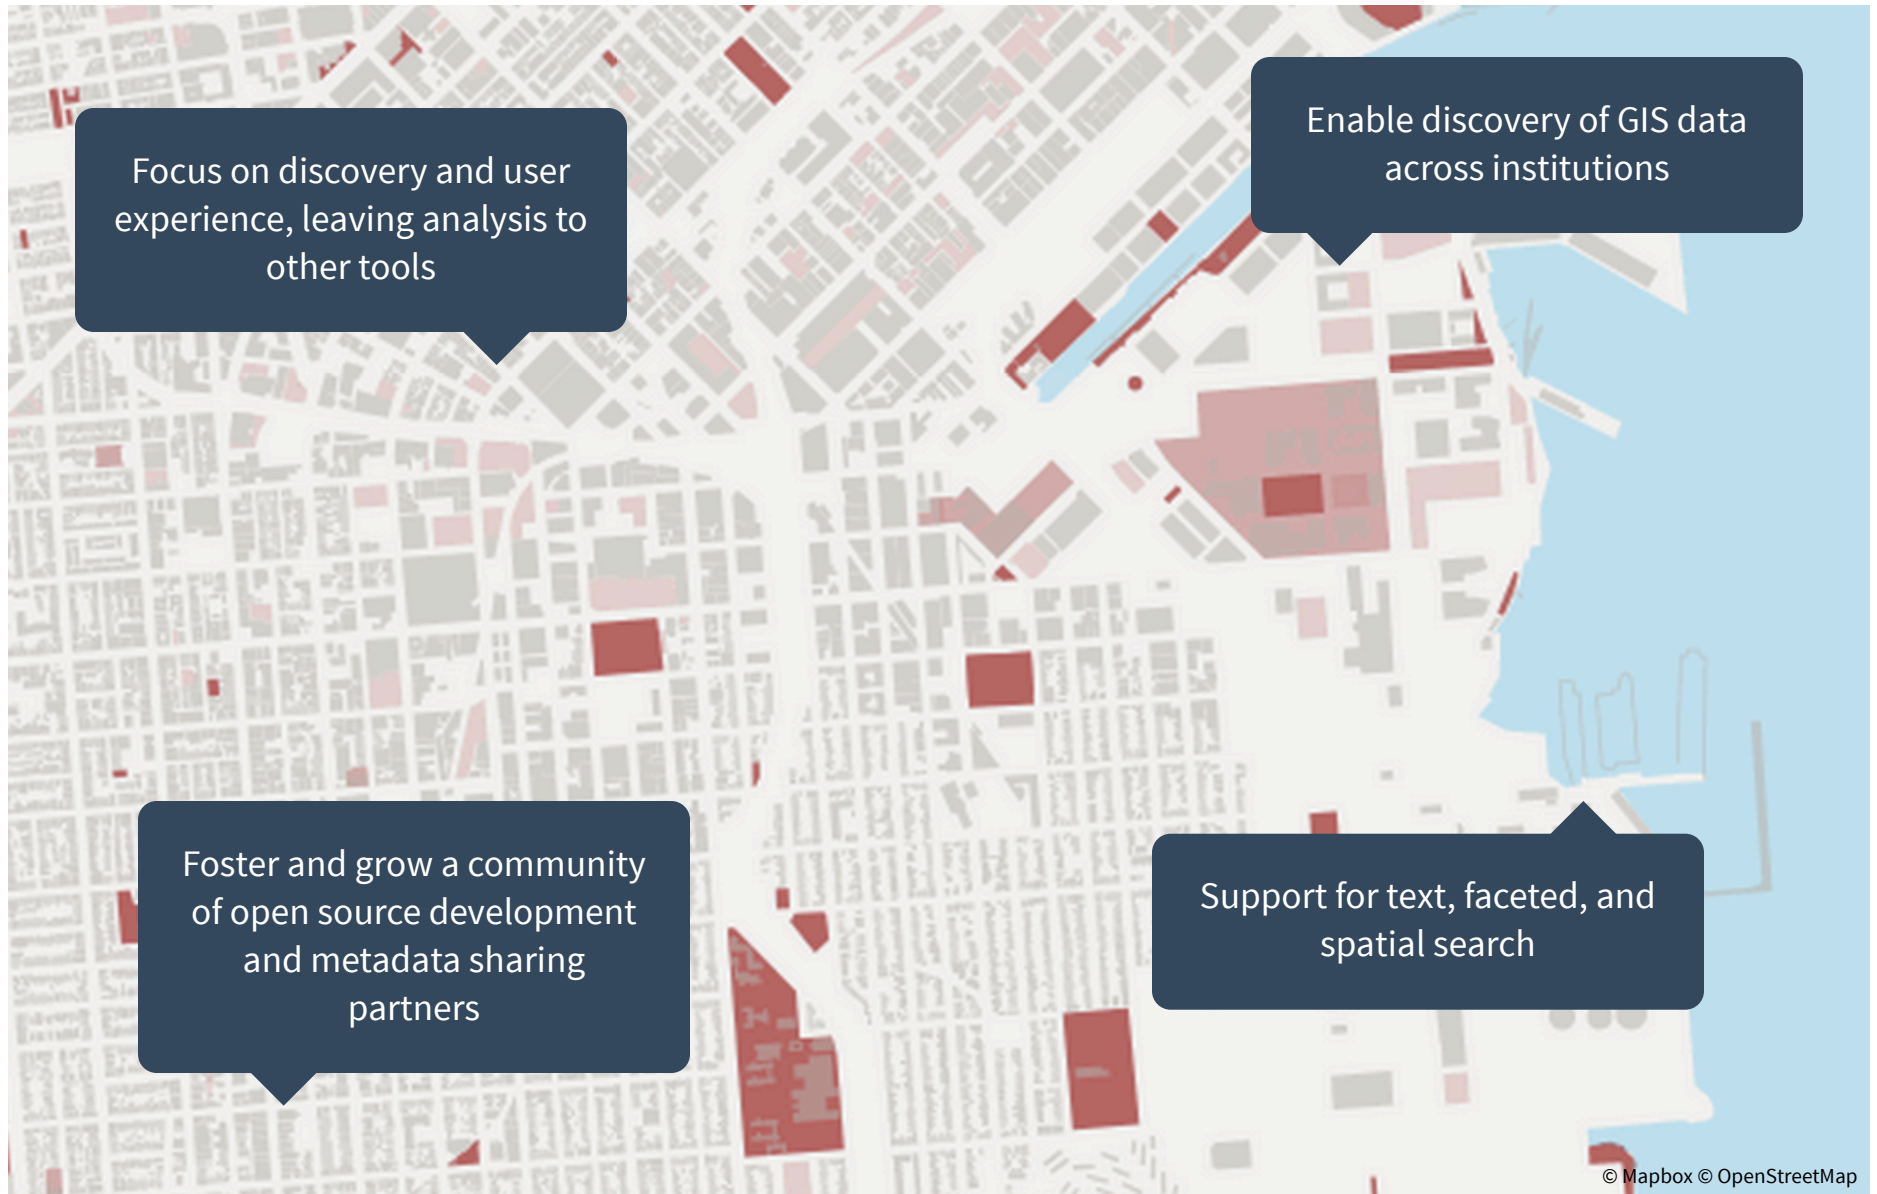 Focus on discovery and user
experience, leaving analysis to
other tools
Enable discovery of GIS data
across institutions
Foster and grow a community
of open source development
and metadata sharing
partners
Support for text, faceted, and
spatial search
© Mapbox © OpenStreetMap